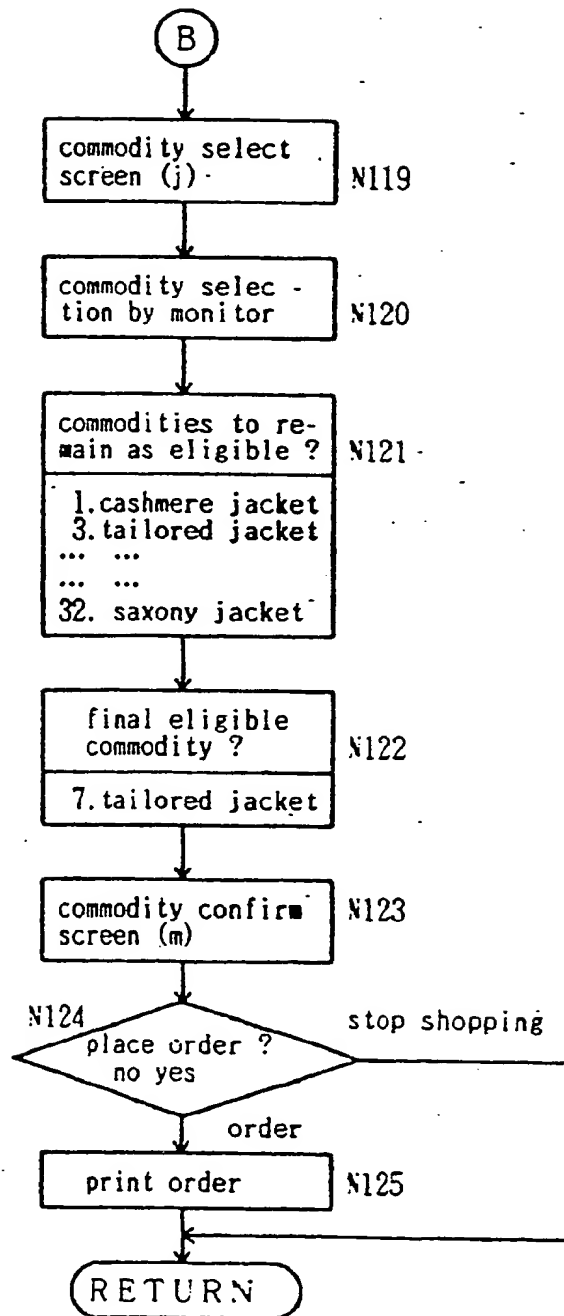 B
commodity select
screen (j)
N119
commodity selec -
tion by monitor
N120
commodities to re-
main as eligible ?
N121
1. cashmere jacket
3. tailored jacket
... ...
... ...
32. saxony jacket
final eligible
commodity ?
N122
7. tailored jacket
commodity confirm
screen (m)
N123
N124
stop shopping
place order ?
no yes
order
print order
N125
RETURN